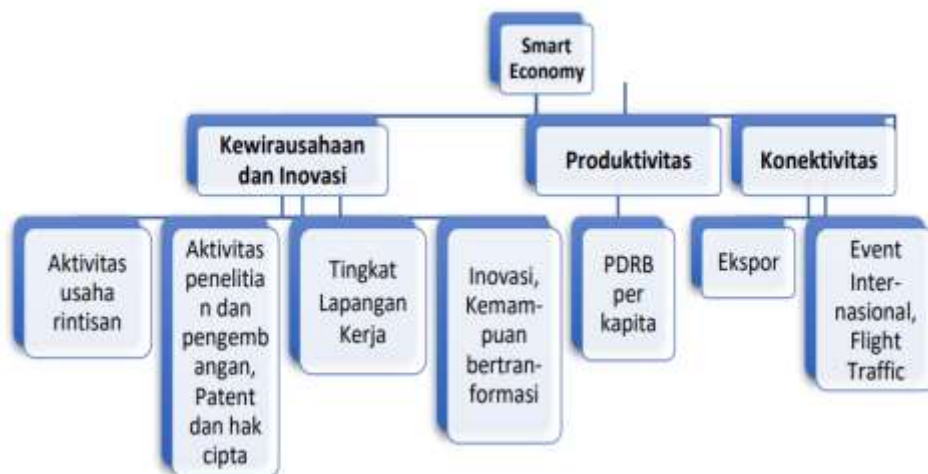 Smart
Economy
Kewirausahaan
dan Inovasi
Produktivitas
Konektivitas
Aktivitas
usaha
rintisan
Aktivitas
penelitia
n dan
pengemb
angan,
Patent
dan hak
cipta
Tingkat
Lapangan
Kerja
Inovasi,
Kemam-
puan
bertran-
formasi
PDRB
per
kapita
Ekspor
Event
Inter-
nasional,
Flight
Traffic